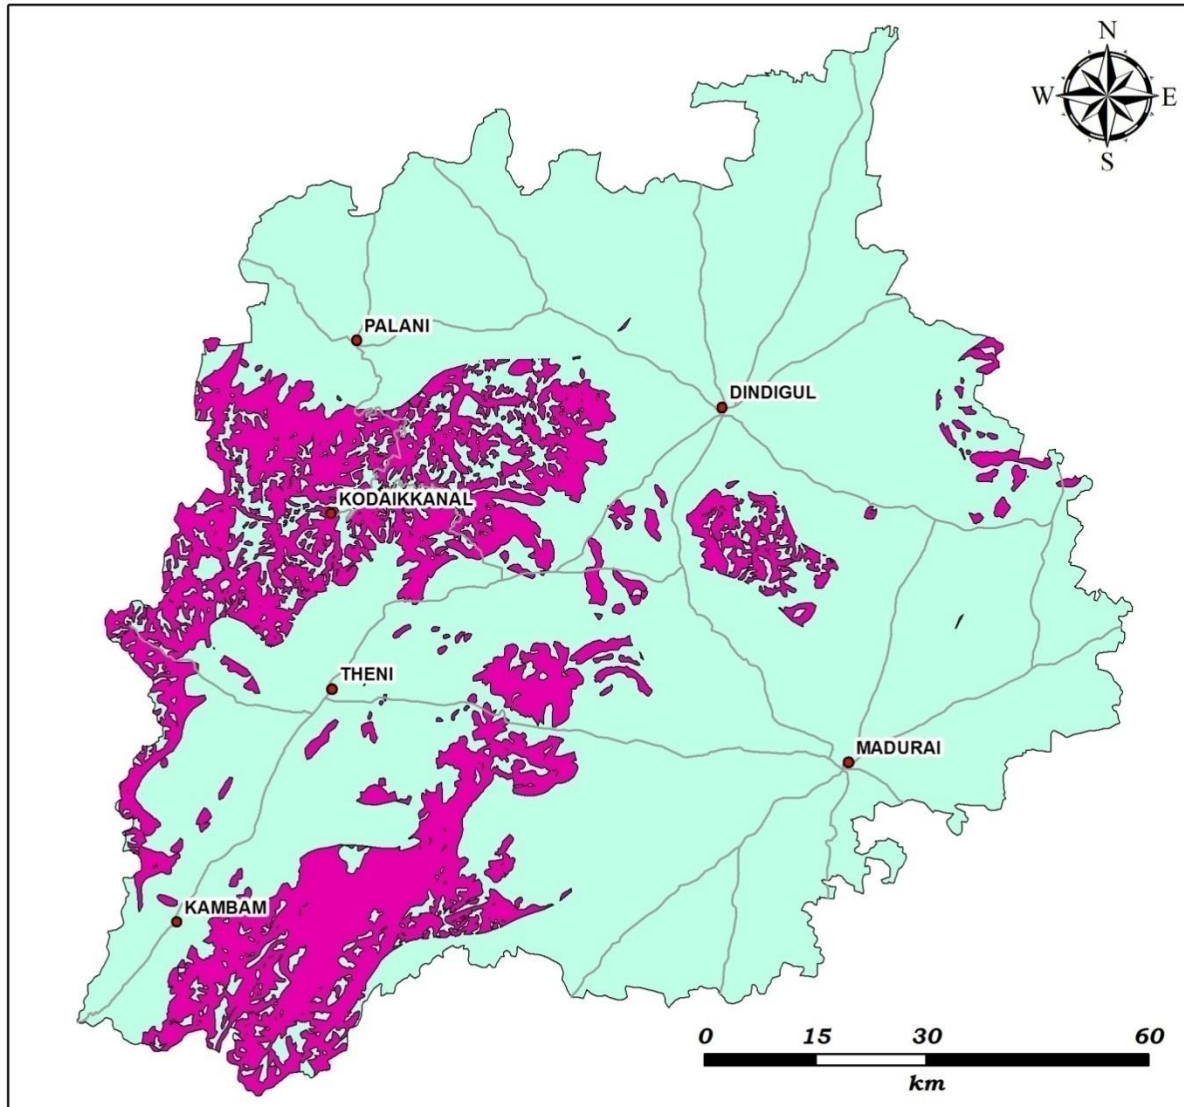 N
W E
S
PALANI
DINDIGUL
KODAIKKANAL
THENI
MADURAI
KAMBAM
0 15 30 60
km